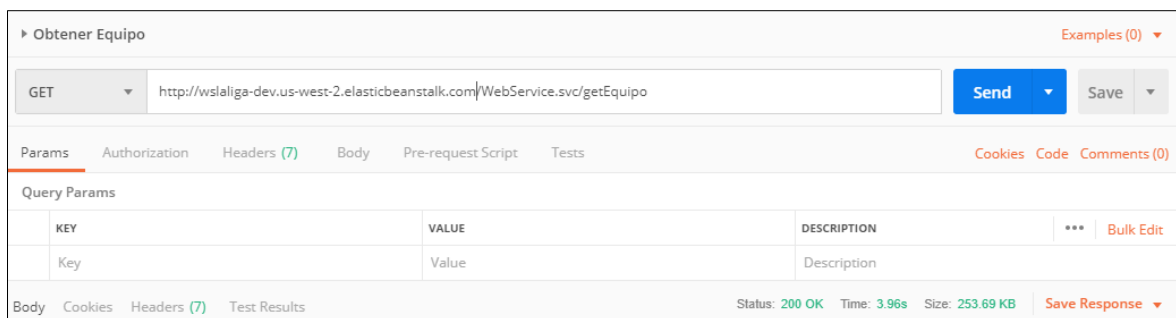 Obtener Equipo Examples (0)
GET http://wslaliga-dev.us-west-2.elasticbeanstalk.com/WebService.svc/getEquipo Send Save
Params Authorization Headers (7) Body Pre-request Script Tests Cookies Code Comments (0)
Query Params
KEY VALUE DESCRIPTION ••• Bulk Edit
Key Value Description
Body Cookies Headers (7) Test Results Status: 200 OK Time: 3.96s Size: 253.69 KB Save Response